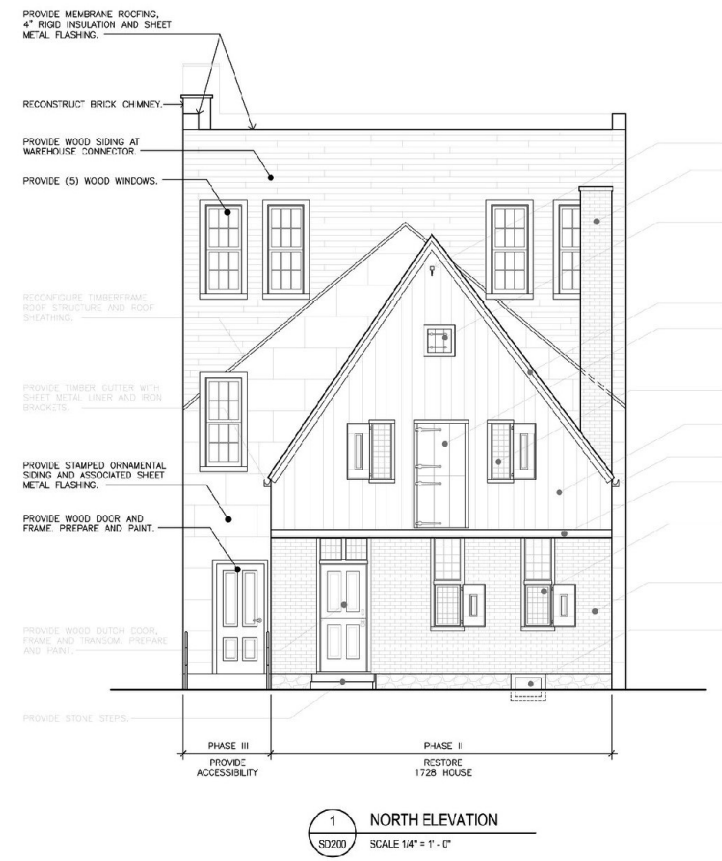 PROVIDE MEMBRANE ROOFING,
4" RIGID INSULATION AND SHEET
METAL FLASHING.
RECONSTRUCT BRICK CHIMNEY.
PROVIDE WOOD SIDING AT
WAREHOUSE CONNECTOR.
PROVIDE (5) WOOD WINDOWS.
RECONFIGURE TIMBERFRAME
ROOF STRUCTURE AND ROOF
SHEATHING.
PROVIDE TIMBER GUTTER WITH
SHEET METAL LINER AND IRON
BRACKETS.
PROVIDE STAMPED ORNAMENTAL
SIDING AND ASSOCIATED SHEET
METAL FLASHING.
PROVIDE WOOD DOOR AND
FRAME. PREPARE AND PAINT.
PROVIDE WOOD DUTCH DOOR,
FRAME AND TRANSOM. PREPARE
AND PAINT.
PROVIDE STONE STEPS.
PHASE III
PROVIDE
ACCESSIBILITY
PHASE II
RESTORE
1728 HOUSE
1
SD200
NORTH ELEVATION
SCALE 1/4" = 1' - 0"